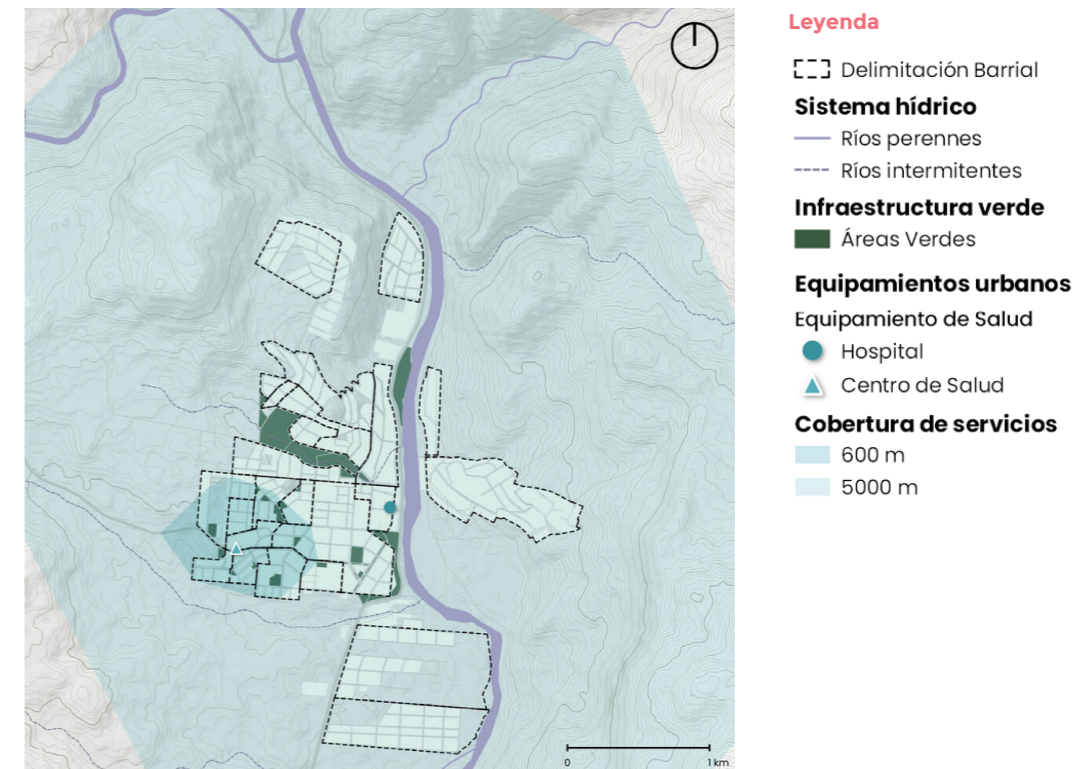 Leyenda
Delimitación Barrial
Sistema hídrico
Ríos perennes
Ríos intermitentes
Infraestructura verde
Áreas Verdes
Equipamientos urbanos
Equipamiento de Salud
Hospital
Centro de Salud
Cobertura de servicios
600 m
5000 m
0 1 km